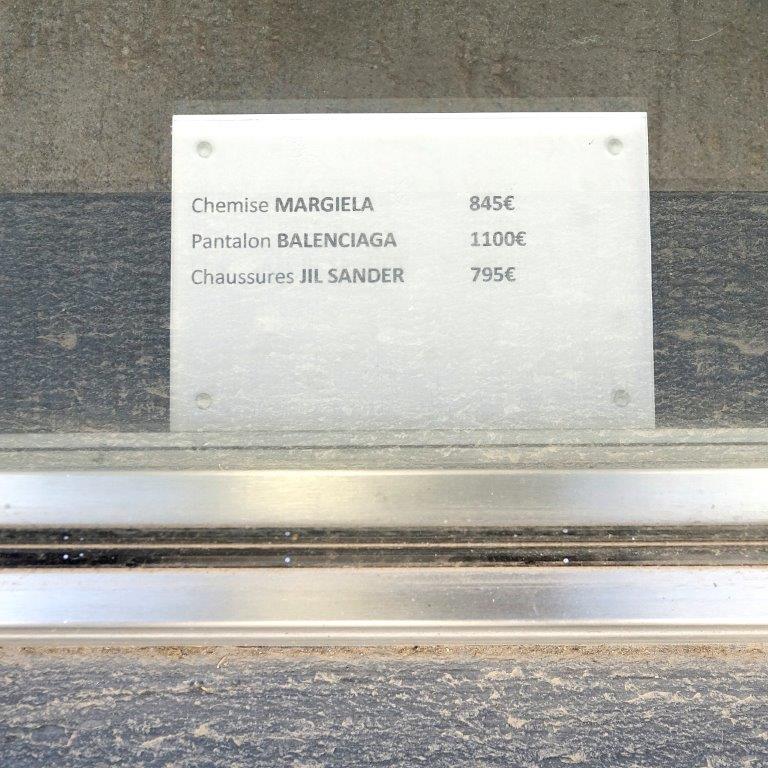 Chemise MARGIELA 845€
Pantalon BALENCIAGA 1100€
Chaussures JIL SANDER 795€